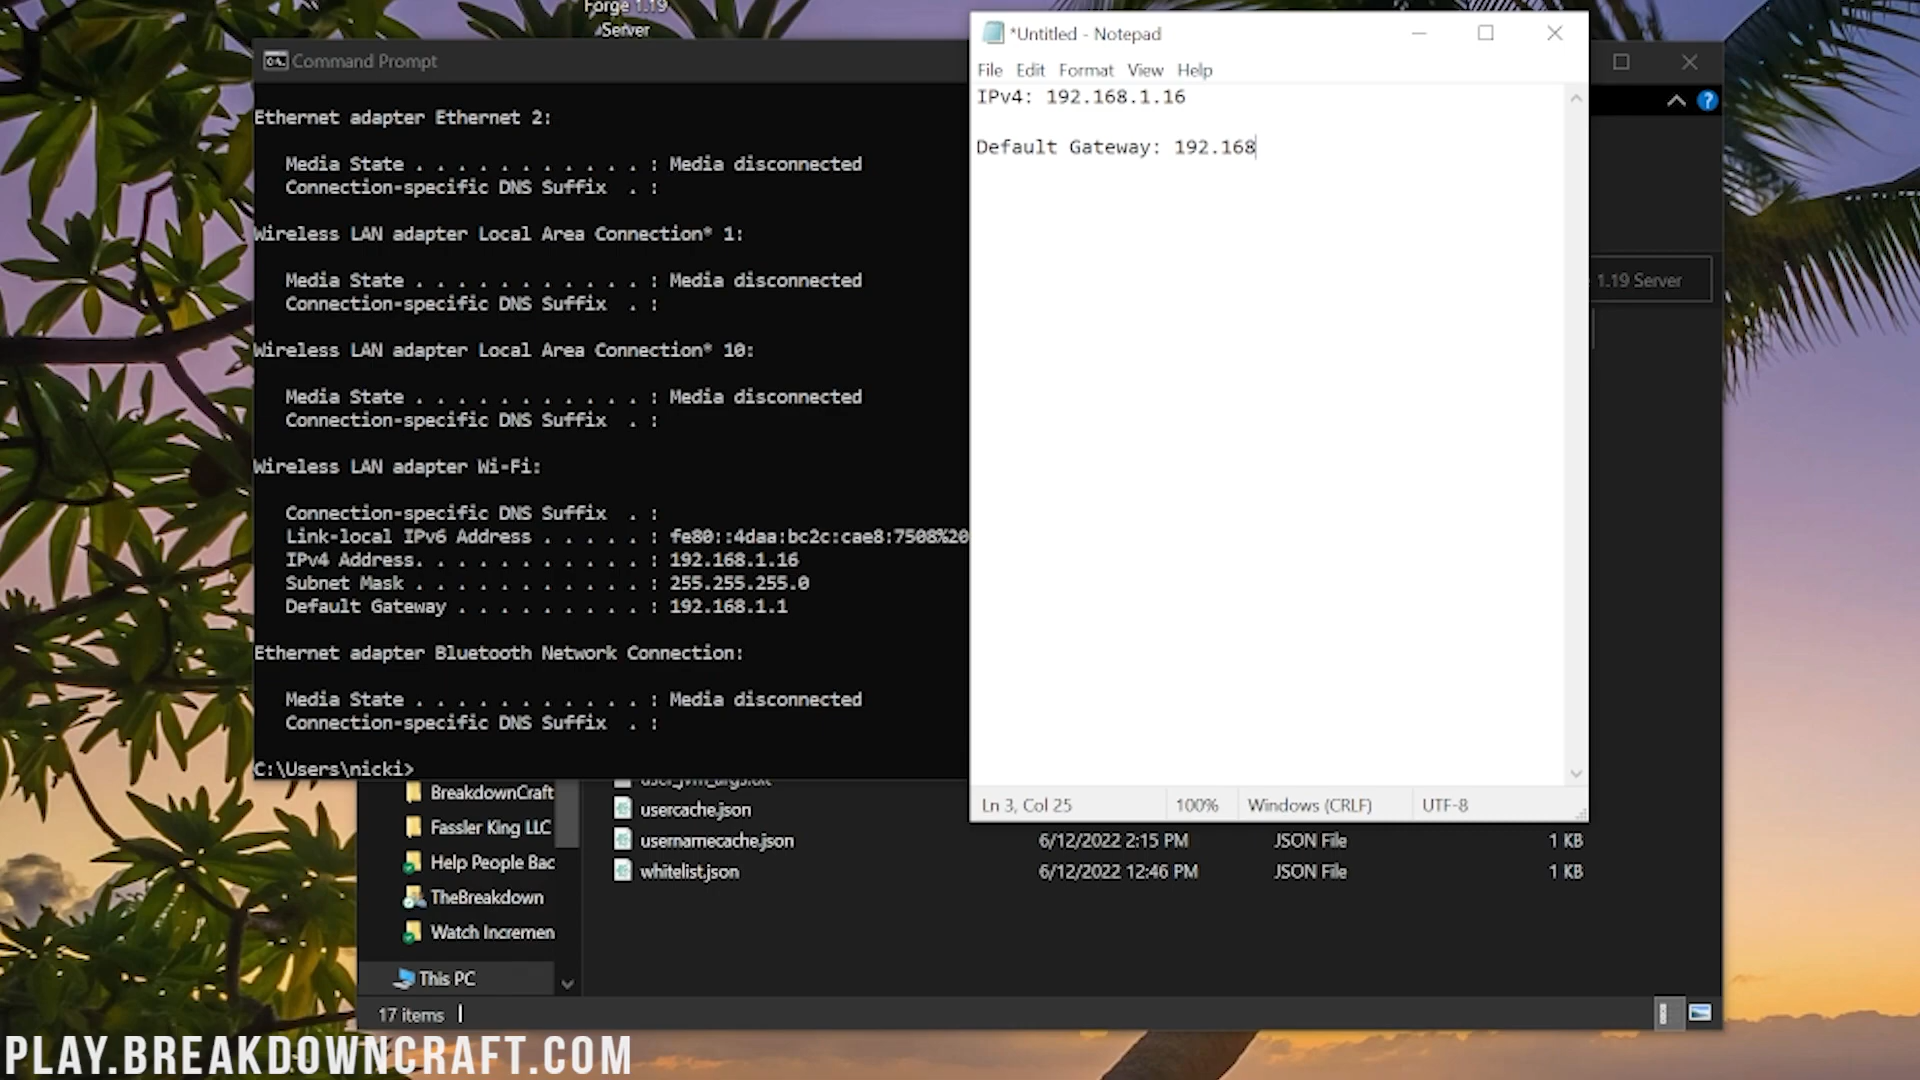 Forge 1.19
Server
Command Prompt
Ethernet adapter Ethernet 2:
Media State . . . . . . . . . . . : Media disconnected
Connection-specific DNS Suffix  . :
Wireless LAN adapter Local Area Connection* 1:
Media State . . . . . . . . . . . : Media disconnected
Connection-specific DNS Suffix  . :
Wireless LAN adapter Local Area Connection* 10:
Media State . . . . . . . . . . . : Media disconnected
Connection-specific DNS Suffix  . :
Wireless LAN adapter Wi-Fi:
Connection-specific DNS Suffix  . :
Link-local IPv6 Address . . . . . : fe80::4daa:bc2c:cae8:7508%20
IPv4 Address. . . . . . . . . . . : 192.168.1.16
Subnet Mask . . . . . . . . . . . : 255.255.255.0
Default Gateway . . . . . . . . . : 192.168.1.1
Ethernet adapter Bluetooth Network Connection:
Media State . . . . . . . . . . . : Media disconnected
Connection-specific DNS Suffix  . :
C:\Users\nicki>
*Untitled - Notepad
File Edit Format View Help
IPv4: 192.168.1.16
Default Gateway: 192.168
Ln 3, Col 25 100% Windows (CRLF) UTF-8
1.19 Server
BreakdownCraft
Fassler King LLC
Help People Bac
TheBreakdown
Watch Incremen
This PC
user_jvm_args.txt
usercache.json
usernamecache.json 6/12/2022 2:15 PM JSON File 1 KB
whitelist.json 6/12/2022 12:46 PM JSON File 1 KB
17 items
PLAY.BREAKDOWNCRAFT.COM